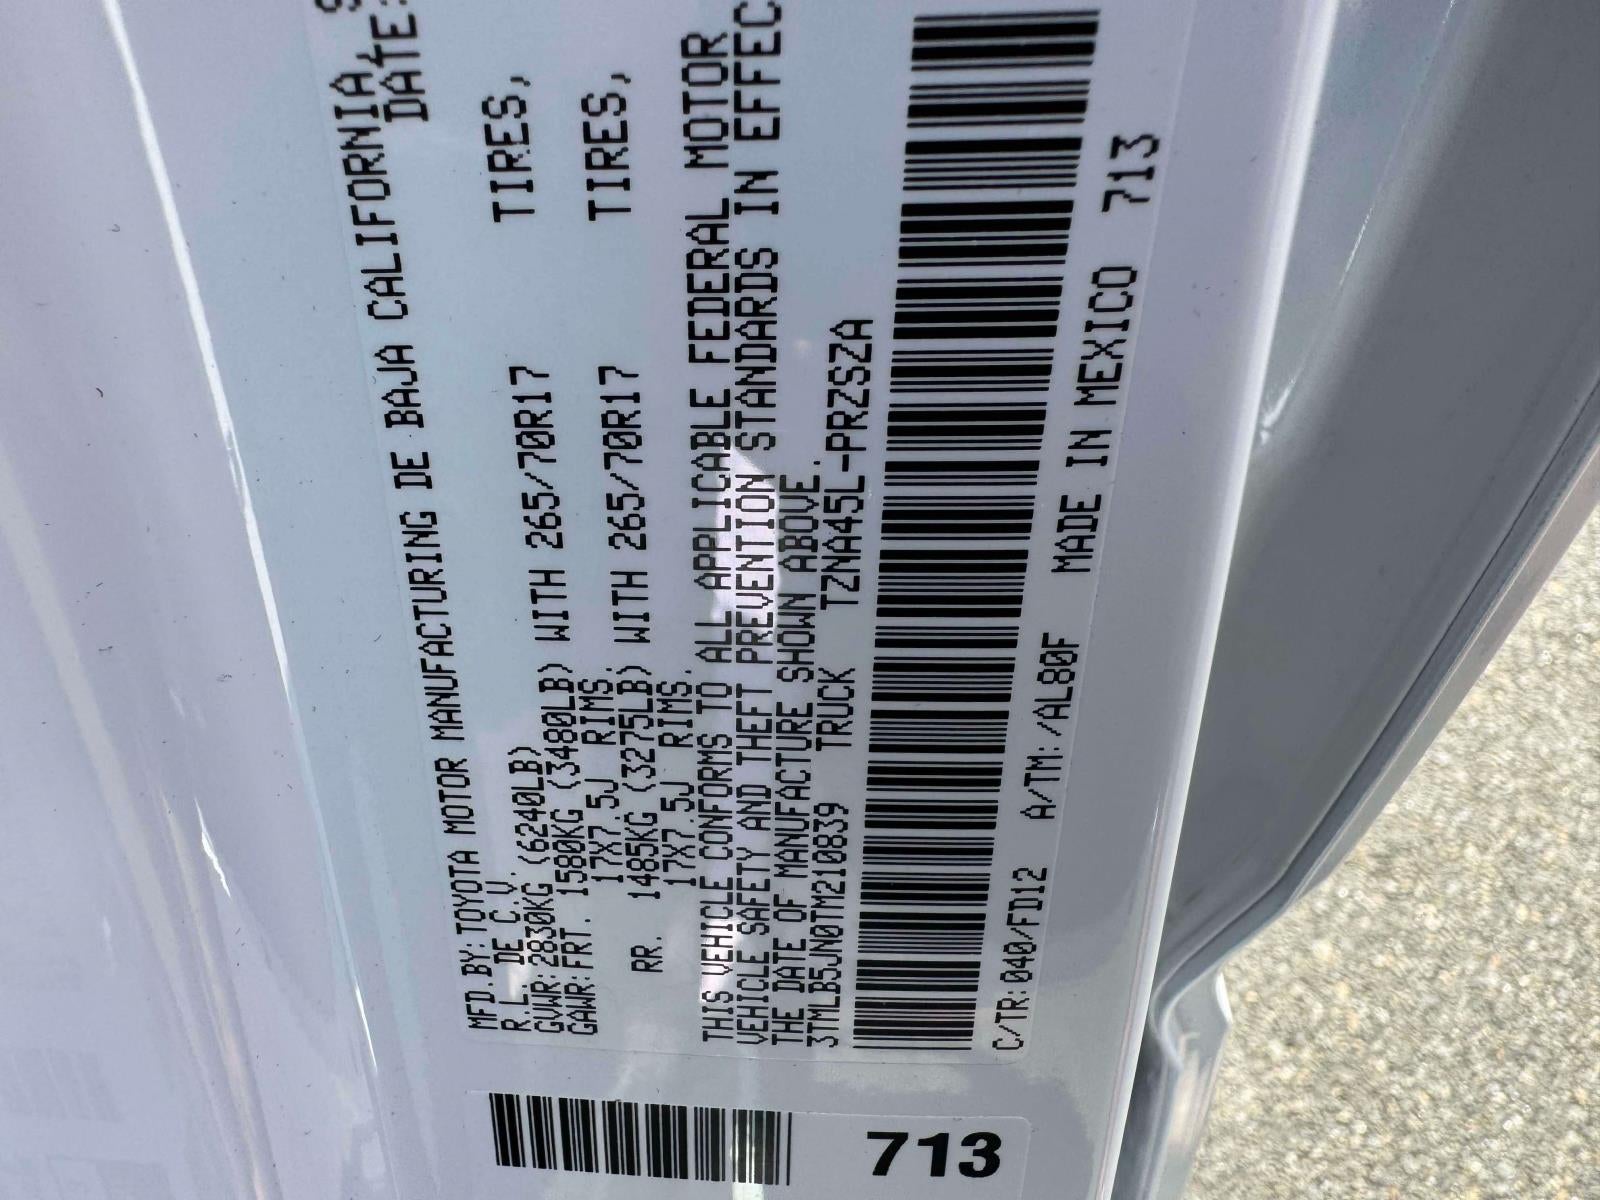 MFD.BY:TOYOTA MOTOR MANUFACTURING DE BAJA CALIFORNIA, S
R.L. DE C.V. DATE:
GVWR:2830KG (6240LB)
GAWR:FRT. 1580KG (3480LB) WITH 265/70R17 TIRES,
17X7.5J RIMS,
RR. 1485KG (3275LB) WITH 265/70R17 TIRES,
17X7.5J RIMS.
THIS VEHICLE CONFORMS TO ALL APPLICABLE FEDERAL MOTOR
VEHICLE SAFETY AND THEFT PREVENTION STANDARDS IN EFFEC
THE DATE OF MANUFACTURE SHOWN ABOVE.
3TMLB5JN0TM210839 TRUCK TZNA45L-PRZSZA
C/TR:040/FD12 A/TM:/AL80F MADE IN MEXICO 713
713